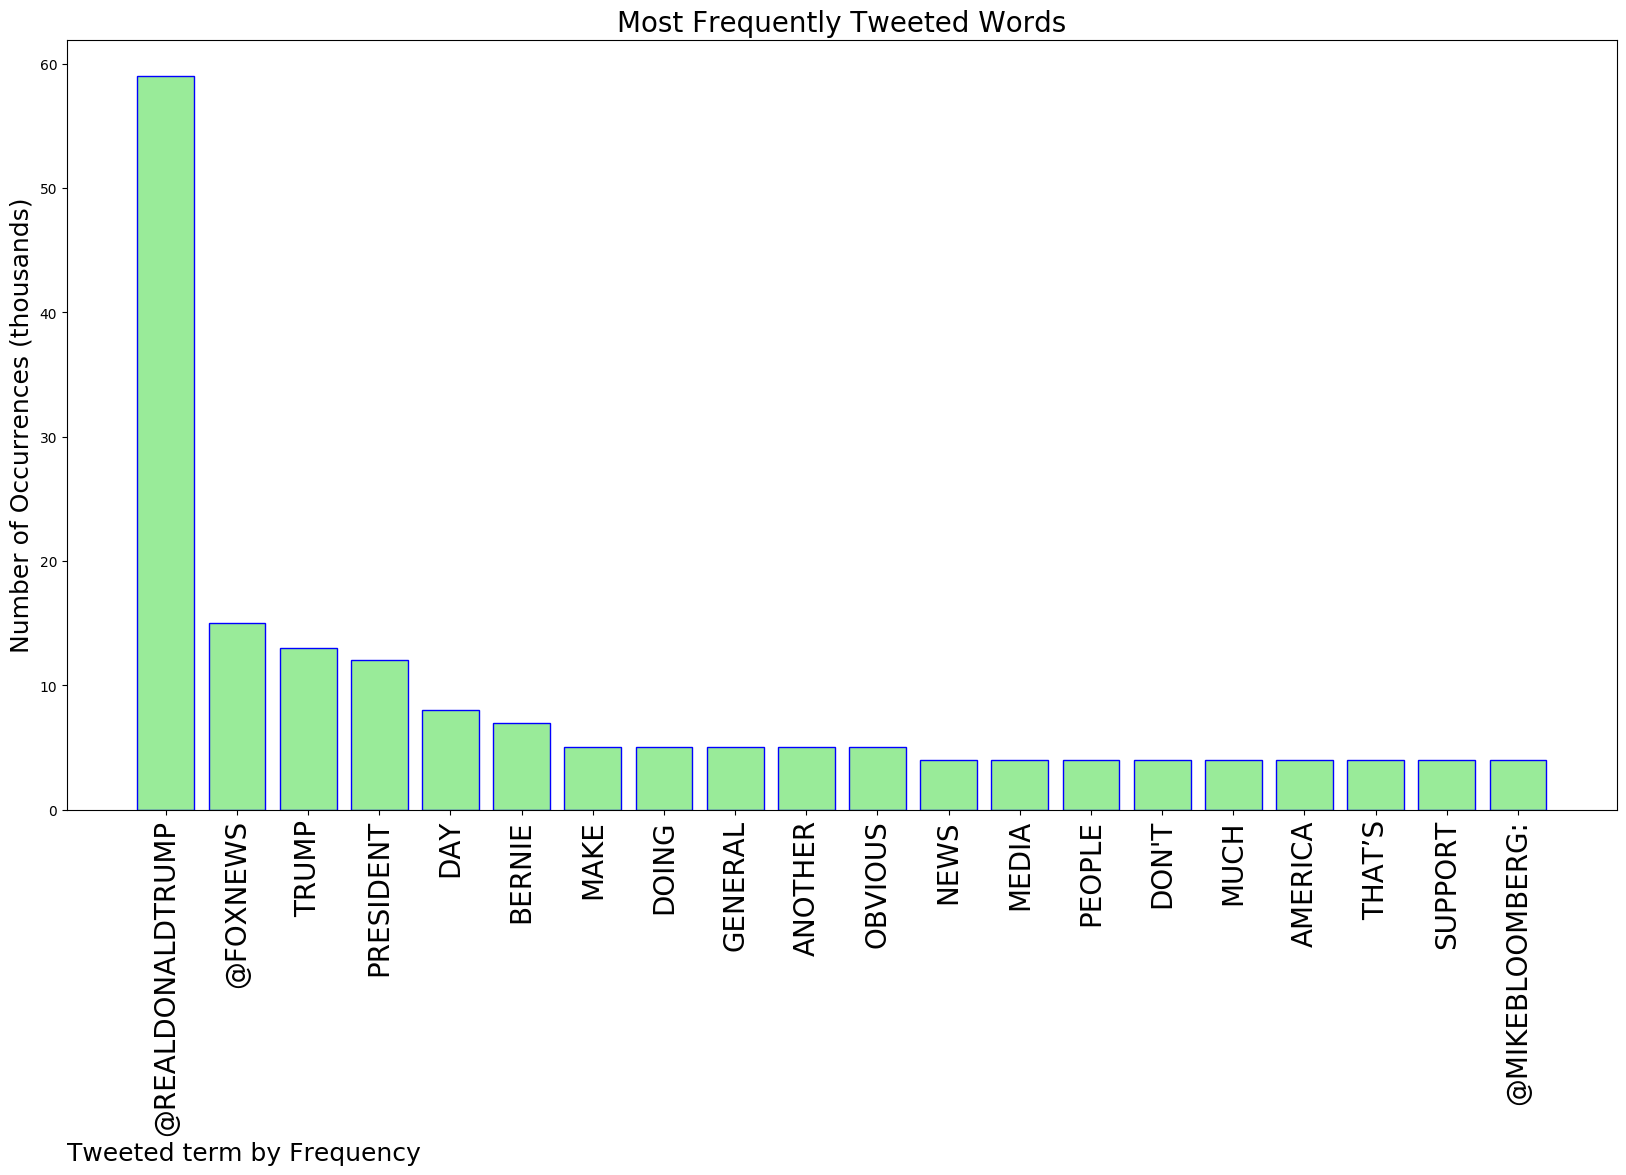 Most Frequently Tweeted Words
Number of Occurrences (thousands)
60
50
40
30
20
10
0
@REALDONALDTRUMP
@FOXNEWS
TRUMP
PRESIDENT
DAY
BERNIE
MAKE
DOING
GENERAL
ANOTHER
OBVIOUS
NEWS
MEDIA
PEOPLE
DON'T
MUCH
AMERICA
THAT’S
SUPPORT
@MIKEBLOOMBERG:
Tweeted term by Frequency